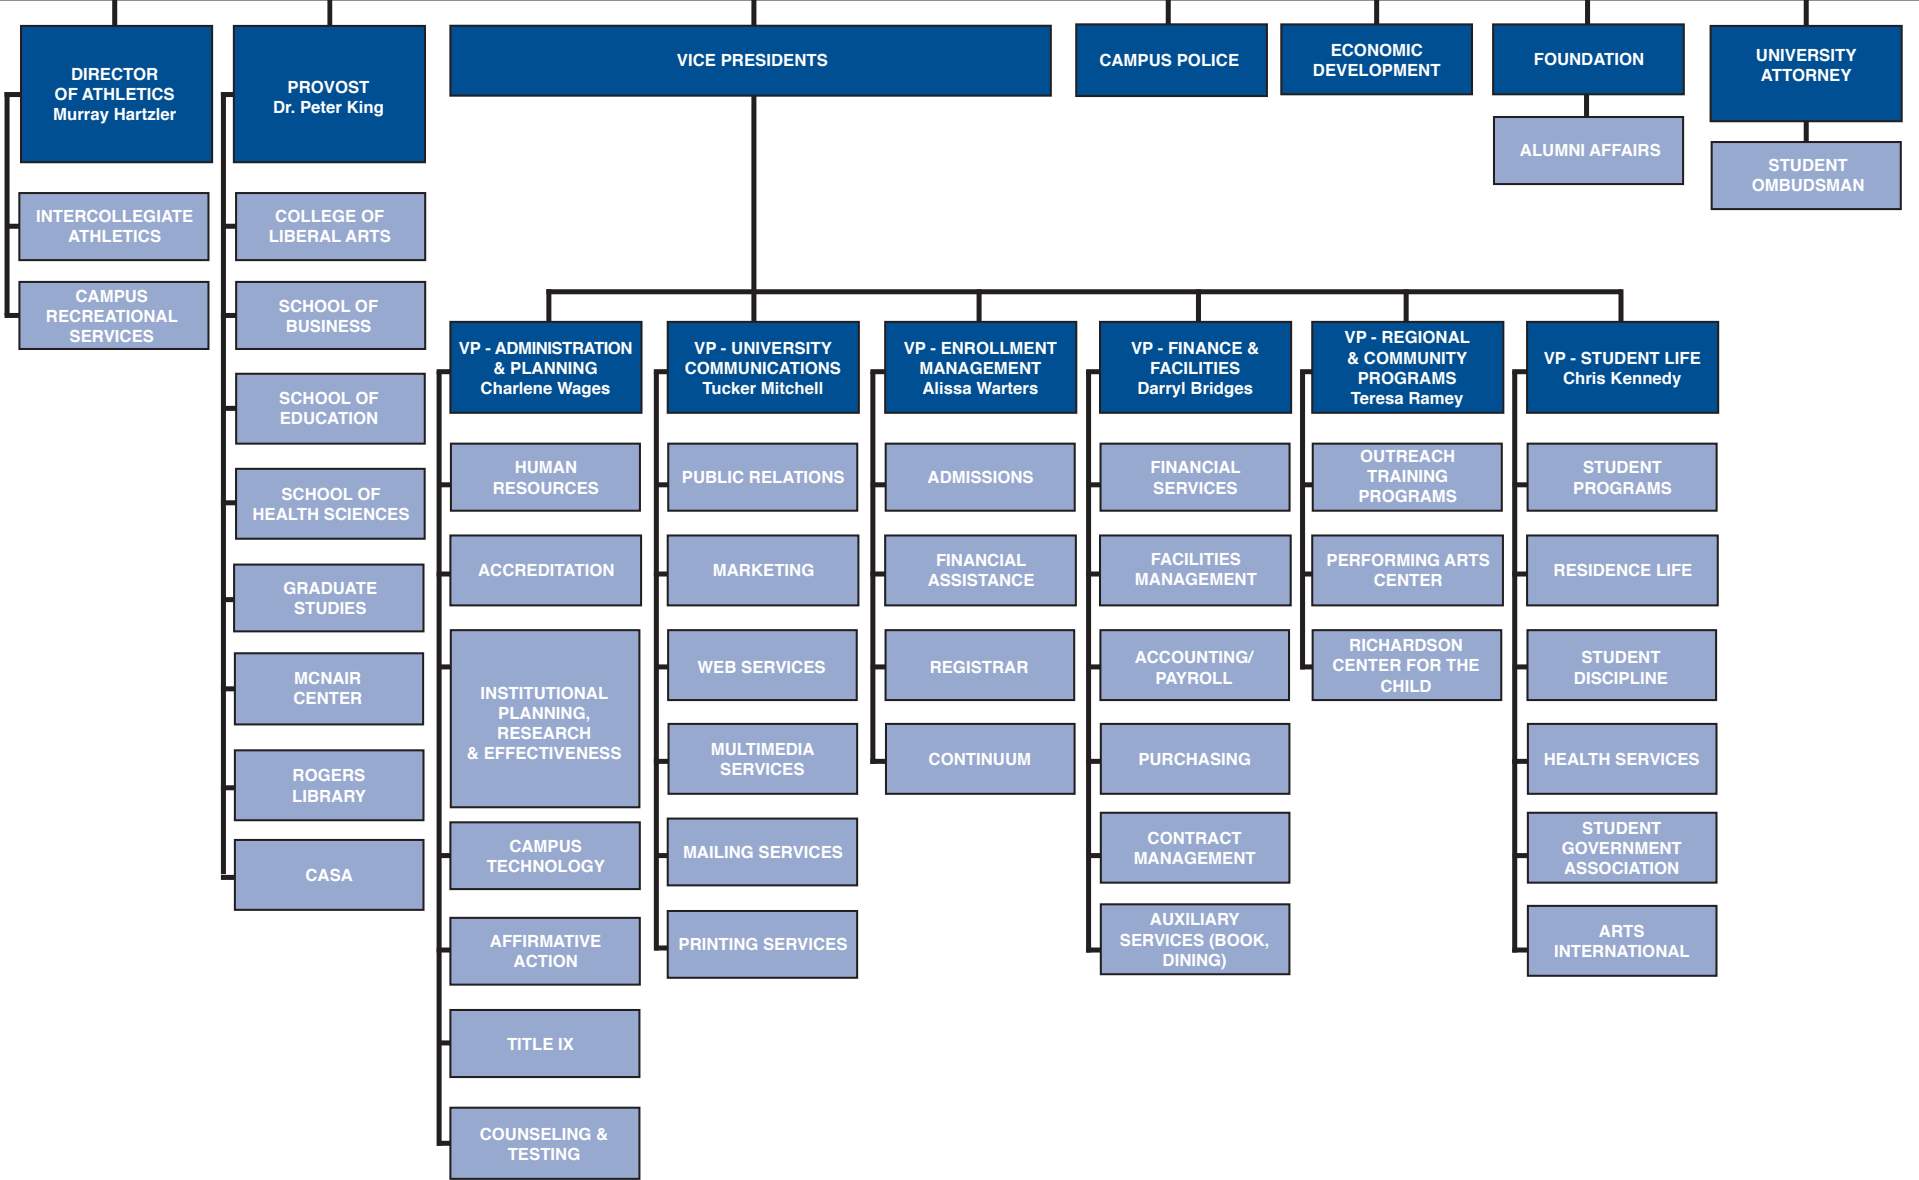 DIRECTOR
OF ATHLETICS
Murray Hartzler
INTERCOLLEGIATE
ATHLETICS
CAMPUS
RECREATIONAL
SERVICES
PROVOST
Dr. Peter King
COLLEGE OF
LIBERAL ARTS
SCHOOL OF
BUSINESS
SCHOOL OF
EDUCATION
SCHOOL OF
HEALTH SCIENCES
GRADUATE
STUDIES
MCNAIR
CENTER
ROGERS
LIBRARY
CASA
VICE PRESIDENTS
VP - ADMINISTRATION
& PLANNING
Charlene Wages
HUMAN
RESOURCES
ACCREDITATION
INSTITUTIONAL
PLANNING,
RESEARCH
& EFFECTIVENESS
CAMPUS
TECHNOLOGY
AFFIRMATIVE
ACTION
TITLE IX
COUNSELING &
TESTING
VP - UNIVERSITY
COMMUNICATIONS
Tucker Mitchell
PUBLIC RELATIONS
MARKETING
WEB SERVICES
MULTIMEDIA
SERVICES
MAILING SERVICES
PRINTING SERVICES
VP - ENROLLMENT
MANAGEMENT
Alissa Warters
ADMISSIONS
FINANCIAL
ASSISTANCE
REGISTRAR
CONTINUUM
VP - FINANCE &
FACILITIES
Darryl Bridges
FINANCIAL
SERVICES
FACILITIES
MANAGEMENT
ACCOUNTING/
PAYROLL
PURCHASING
CONTRACT
MANAGEMENT
AUXILIARY
SERVICES (BOOK,
DINING)
VP - REGIONAL
& COMMUNITY
PROGRAMS
Teresa Ramey
OUTREACH
TRAINING
PROGRAMS
PERFORMING ARTS
CENTER
RICHARDSON
CENTER FOR THE
CHILD
VP - STUDENT LIFE
Chris Kennedy
STUDENT
PROGRAMS
RESIDENCE LIFE
STUDENT
DISCIPLINE
HEALTH SERVICES
STUDENT
GOVERNMENT
ASSOCIATION
ARTS
INTERNATIONAL
CAMPUS POLICE
ECONOMIC
DEVELOPMENT
FOUNDATION
ALUMNI AFFAIRS
UNIVERSITY
ATTORNEY
STUDENT
OMBUDSMAN